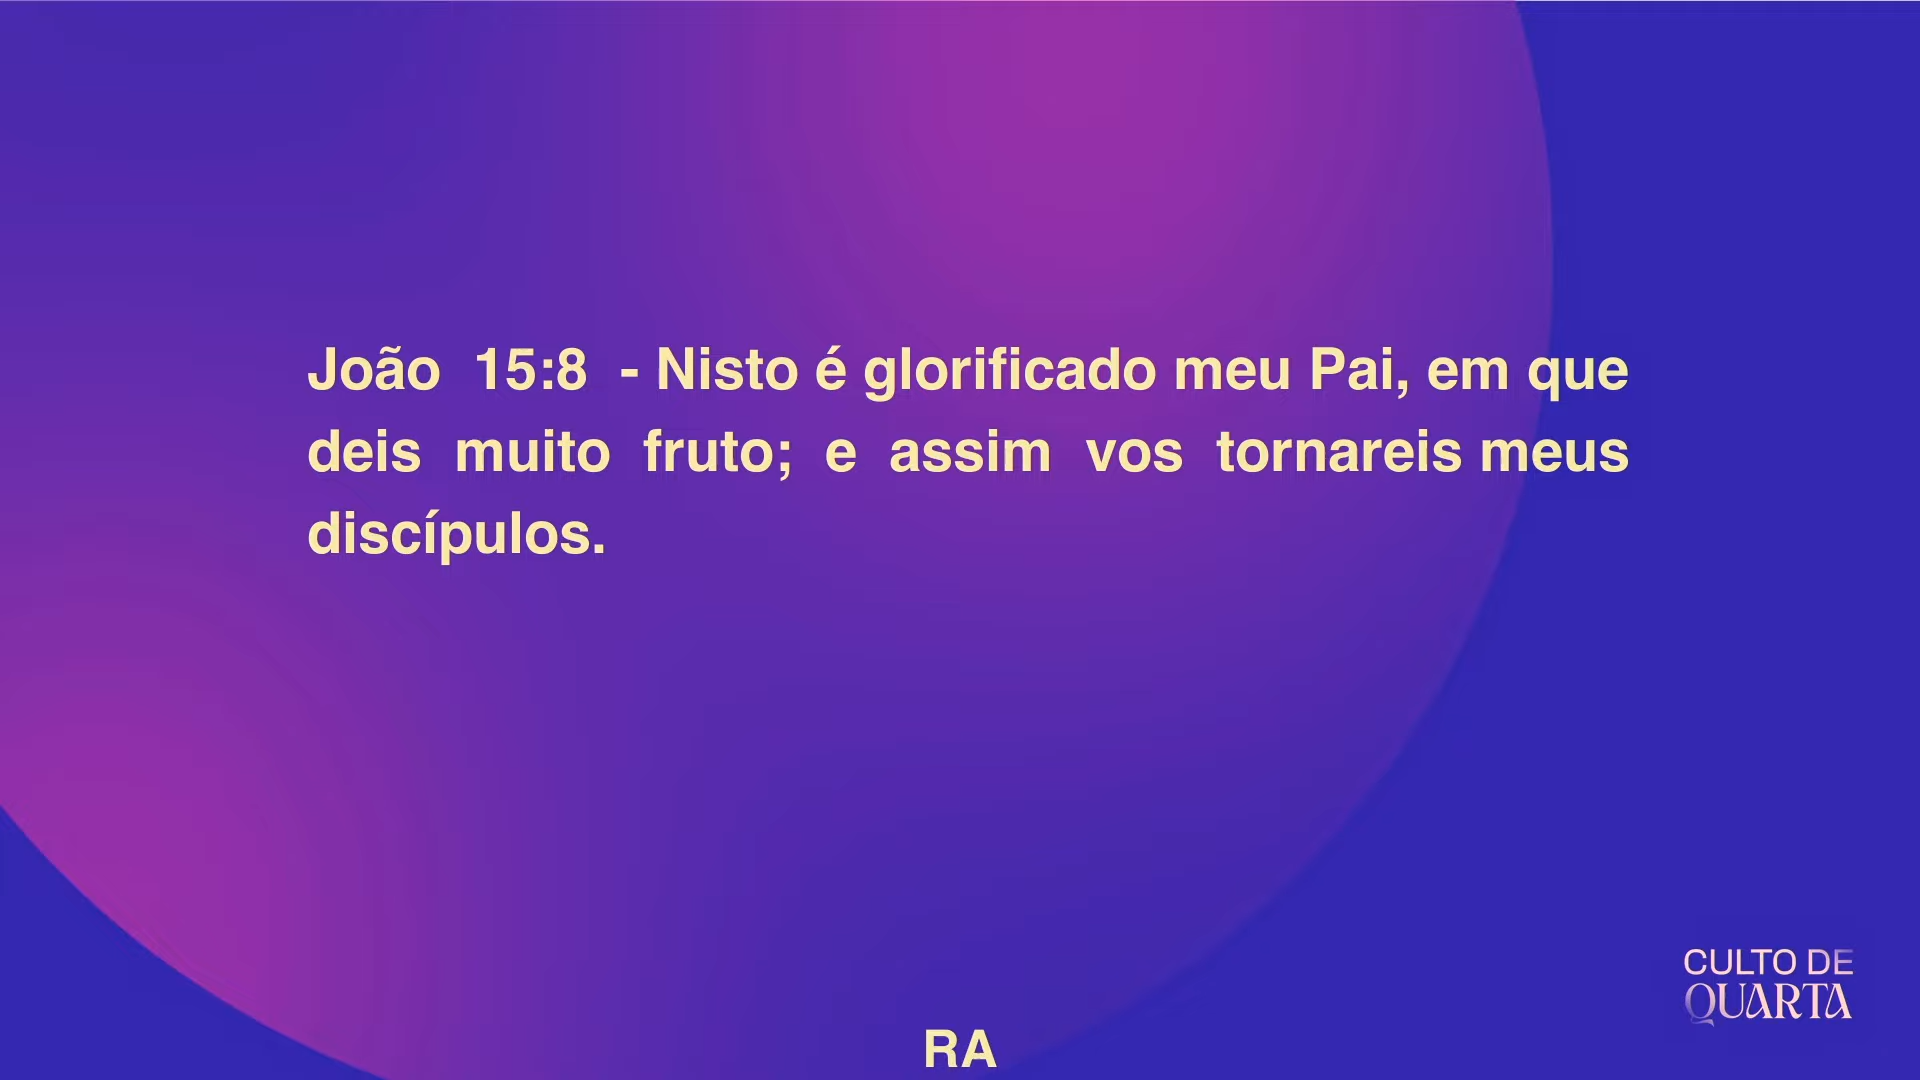 João 15:8 - Nisto é glorificado meu Pai, em que
deis muito fruto; e assim vos tornareis meus
discípulos.
CULTO DE
QUARTA
RA